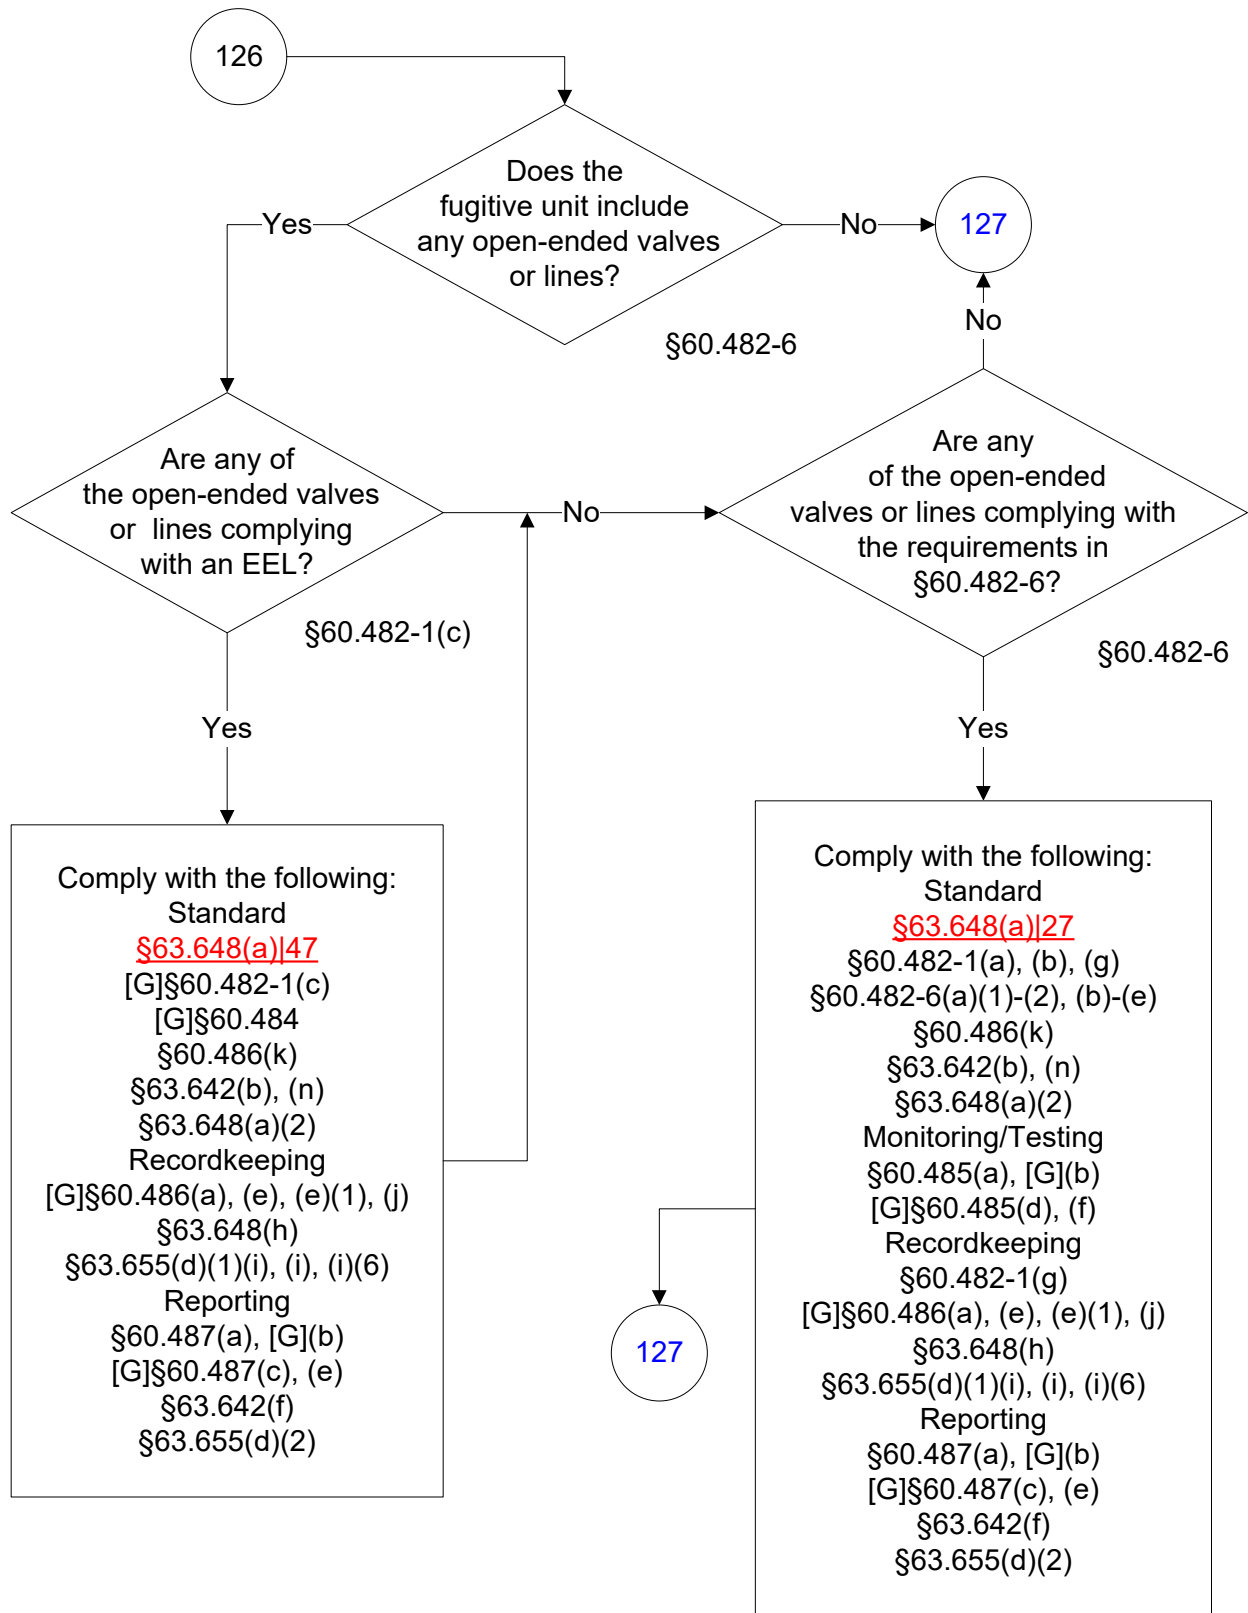 126
Does the
fugitive unit include
any open-ended valves
or lines?
Yes
No
127
§60.482-6
No
Are any of
the open-ended valves
or lines complying
with an EEL?
No
§60.482-1(c)
Yes
Are any
of the open-ended
valves or lines complying with
the requirements in
§60.482-6?
§60.482-6
Yes
Comply with the following:
Standard
§63.648(a)|47
[G]§60.482-1(c)
[G]§60.484
§60.486(k)
§63.642(b), (n)
§63.648(a)(2)
Recordkeeping
[G]§60.486(a), (e), (e)(1), (j)
§63.648(h)
§63.655(d)(1)(i), (i), (i)(6)
Reporting
§60.487(a), [G](b)
[G]§60.487(c), (e)
§63.642(f)
§63.655(d)(2)
Comply with the following:
Standard
§63.648(a)|27
§60.482-1(a), (b), (g)
§60.482-6(a)(1)-(2), (b)-(e)
§60.486(k)
§63.642(b), (n)
§63.648(a)(2)
Monitoring/Testing
§60.485(a), [G](b)
[G]§60.485(d), (f)
Recordkeeping
§60.482-1(g)
[G]§60.486(a), (e), (e)(1), (j)
§63.648(h)
§63.655(d)(1)(i), (i), (i)(6)
Reporting
§60.487(a), [G](b)
[G]§60.487(c), (e)
§63.642(f)
§63.655(d)(2)
127